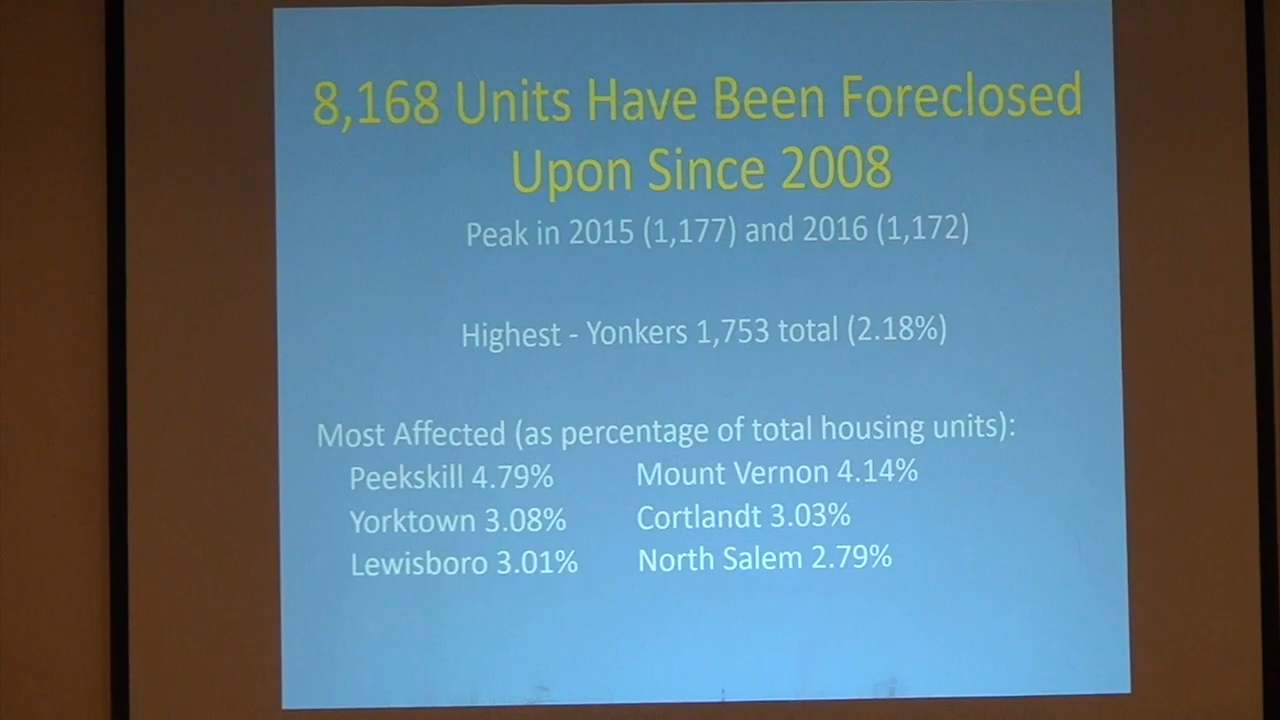 8,168 Units Have Been Foreclosed
Upon Since 2008
Peak in 2015 (1,177) and 2016 (1,172)
Highest - Yonkers 1,753 total (2.18%)
Most Affected (as percentage of total housing units):
Peekskill 4.79% Mount Vernon 4.14%
Yorktown 3.08% Cortlandt 3.03%
Lewisboro 3.01% North Salem 2.79%